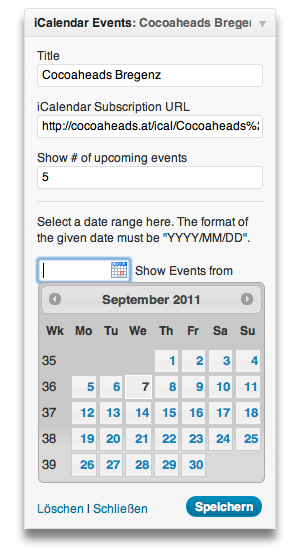 iCalendar Events: Cocoaheads Bregen
Title
Cocoaheads Bregenz
iCalendar Subscription URL
http://cocoaheads.at/ical/Cocoaheads%2
Show # of upcoming events
5
Select a date range here. The format of
the given date must be "YYYY/MM/DD".
Show Events from
September 2011
Wk Mo Tu We Th Fr Sa Su
35 1 2 3 4
36 5 6 7 8 9 10 11
37 12 13 14 15 16 17 18
38 19 20 21 22 23 24 25
39 26 27 28 29 30
Löschen | Schließen Speichern